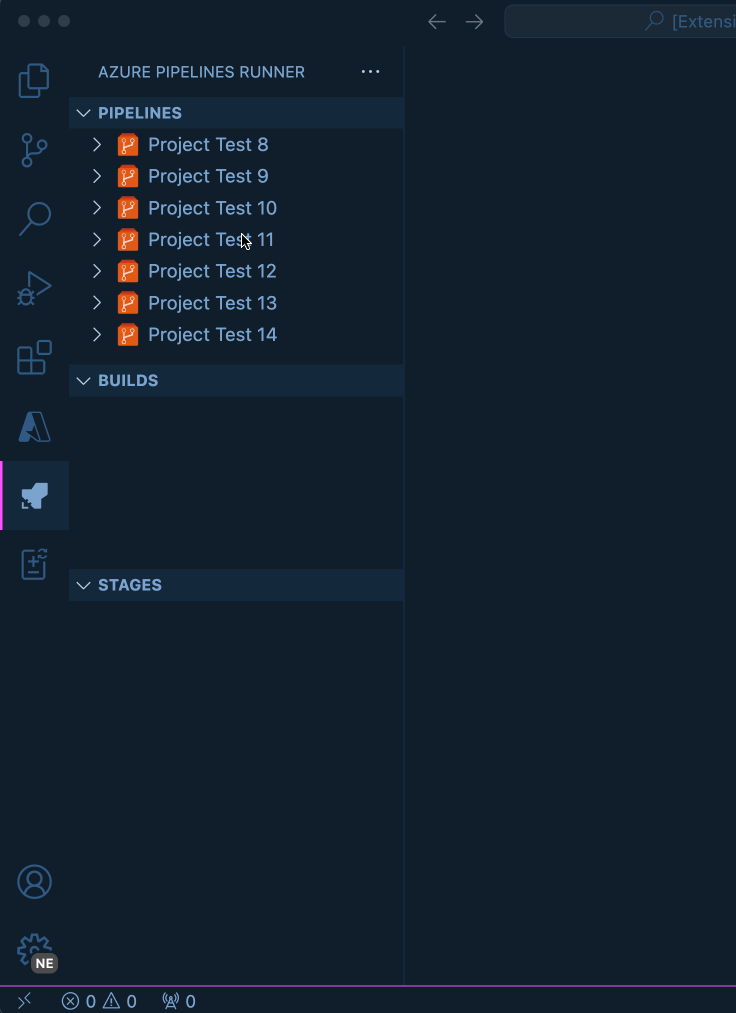 [Extensi
AZURE PIPELINES RUNNER
PIPELINES
Project Test 8
Project Test 9
Project Test 10
Project Test 11
Project Test 12
Project Test 13
Project Test 14
BUILDS
STAGES
NE
0 0 0